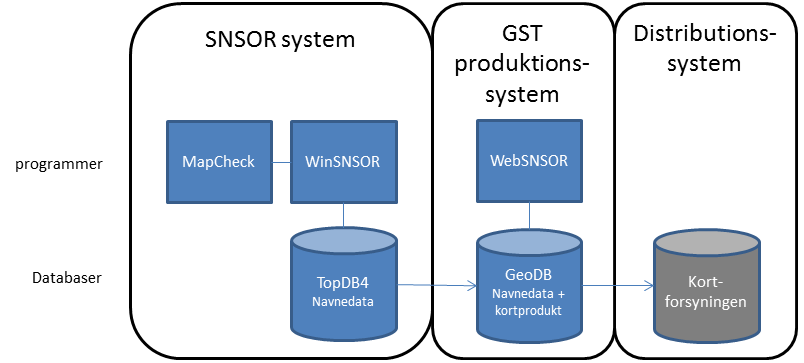 SNSOR system
GST
produktions-
system
Distributions-
system
programmer
MapCheck
WinSNSOR
WebSNSOR
Databaser
TopDB4
Navnedata
GeoDB
Navnedata +
kortprodukt
Kort-
forsyningen